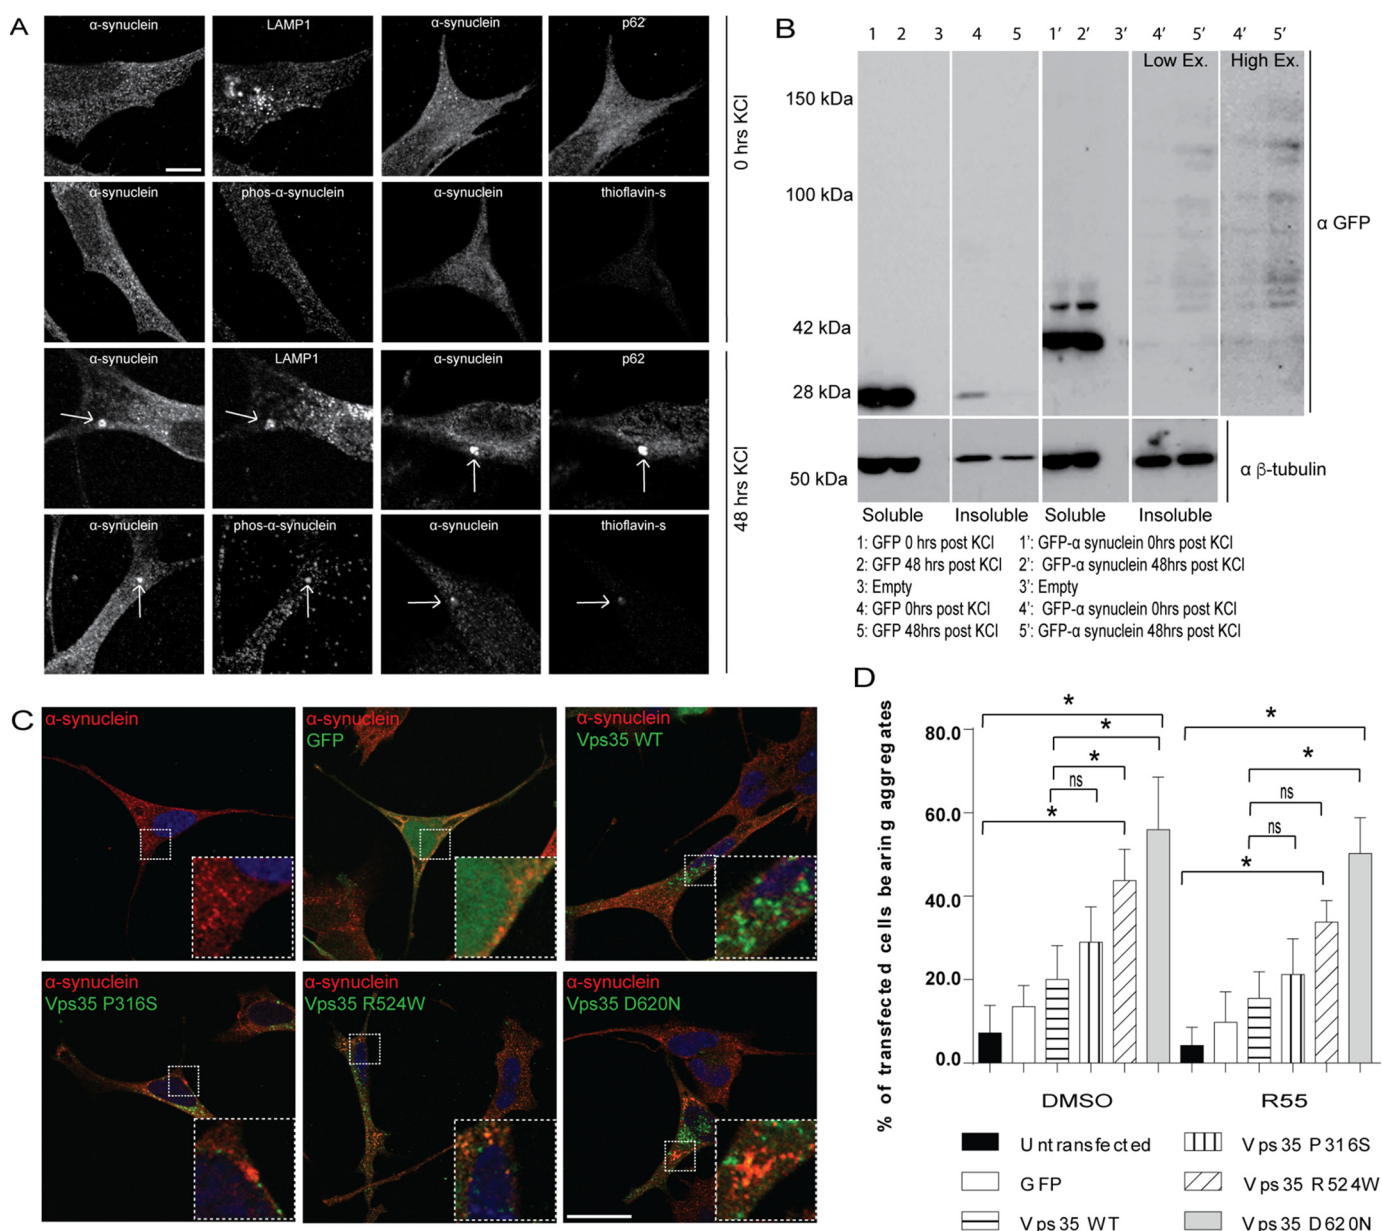 A
α-synuclein
LAMP1
α-synuclein
p62
α-synuclein
phos-α-synuclein
α-synuclein
thioflavin-s
0 hrs KCl
α-synuclein
LAMP1
α-synuclein
p62
α-synuclein
phos-α-synuclein
α-synuclein
thioflavin-s
48 hrs KCl
B
1 2 3 4 5 1′ 2′ 3′ 4′ 5′ 4′ 5′
Low Ex. High Ex.
150 kDa
100 kDa
42 kDa
28 kDa
50 kDa
α GFP
α β-tubulin
Soluble Insoluble Soluble Insoluble
1: GFP 0 hrs post KCl
2: GFP 48 hrs post KCl
3: Empty
4: GFP 0hrs post KCl
5: GFP 48hrs post KCl
1′: GFP-α synuclein 0hrs post KCl
2′: GFP-α synuclein 48hrs post KCl
3′: Empty
4′: GFP-α synuclein 0hrs post KCl
5′: GFP-α synuclein 48hrs post KCl
C
α-synuclein
α-synuclein
GFP
α-synuclein
Vps35 WT
α-synuclein
Vps35 P316S
α-synuclein
Vps35 R524W
α-synuclein
Vps35 D620N
D
% of transfected cells bearing aggregates
80.0
60.0
40.0
20.0
0.0
*
*
*
ns
*
*
*
ns
ns
*
DMSO
R55
Untransfected
GFP
Vps35 WT
Vps35 P316S
Vps35 R524W
Vps35 D620N